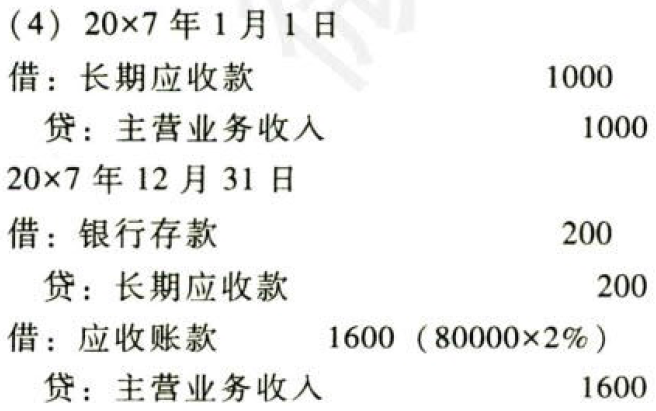 （4）20×7 年 1 月 1 日
借：长期应收款 1000
贷：主营业务收入 1000
20×7 年 12 月 31 日
借：银行存款 200
贷：长期应收款 200
借：应收账款 1600（80000×2%）
贷：主营业务收入 1600